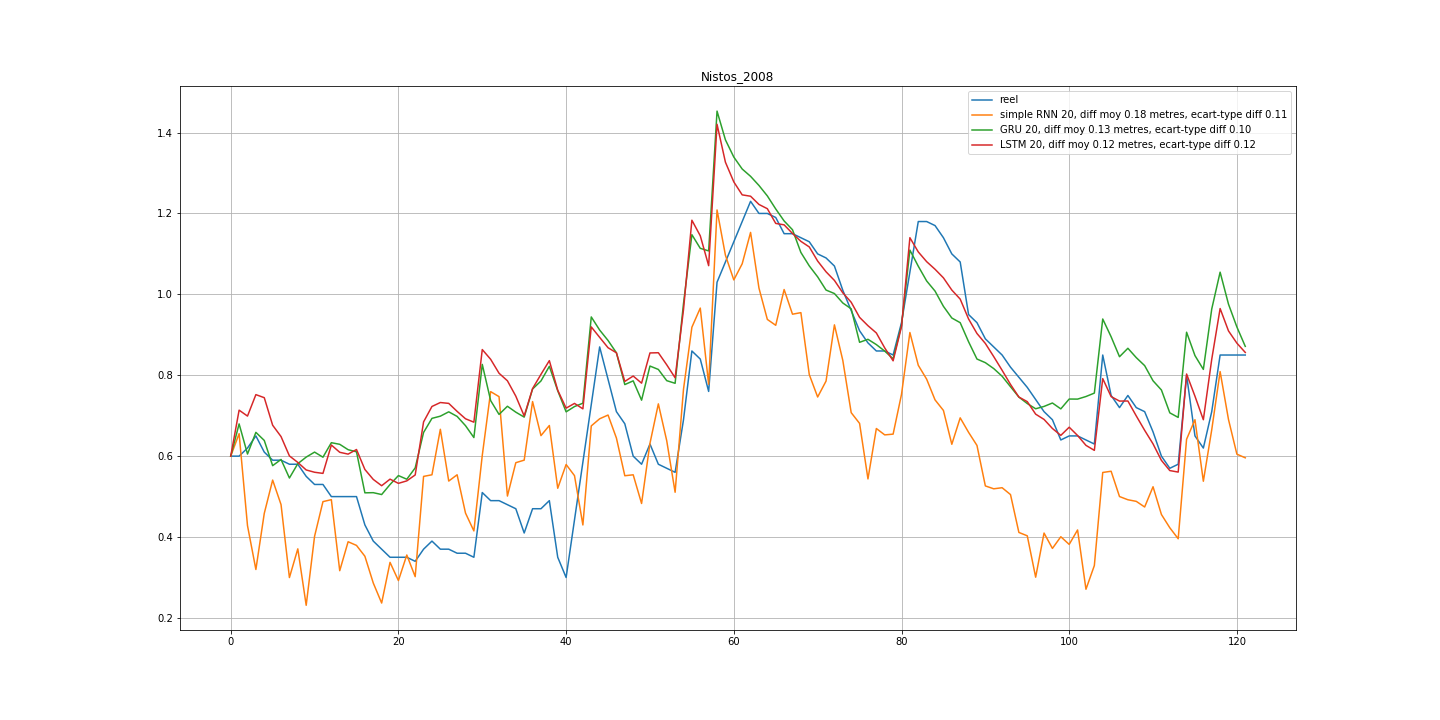 Nistos_2008
reel
simple RNN 20, diff moy 0.18 metres, ecart-type diff 0.11
GRU 20, diff moy 0.13 metres, ecart-type diff 0.10
LSTM 20, diff moy 0.12 metres, ecart-type diff 0.12
1.4
1.2
1.0
0.8
0.6
0.4
0.2
0 20 40 60 80 100 120